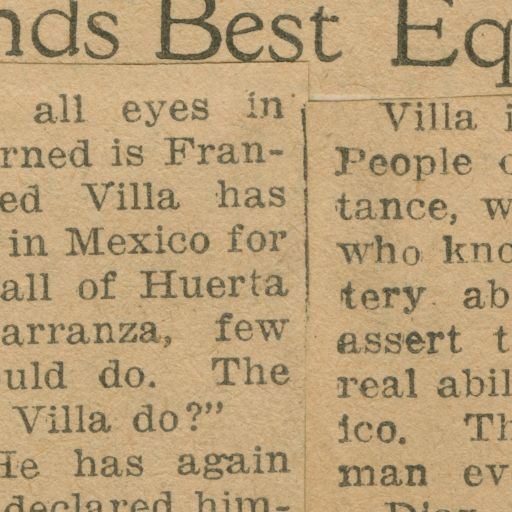 nds Best Eq
all eyes in
rned is Fran-
ed Villa has
in Mexico for
all of Huerta
arranza, few
uld do. The
Villa do?"
He has again
declared him-
Villa i
People o
tance, w
who kno
tery ab
assert t
real abil
ico. Th
man ev
Diaz